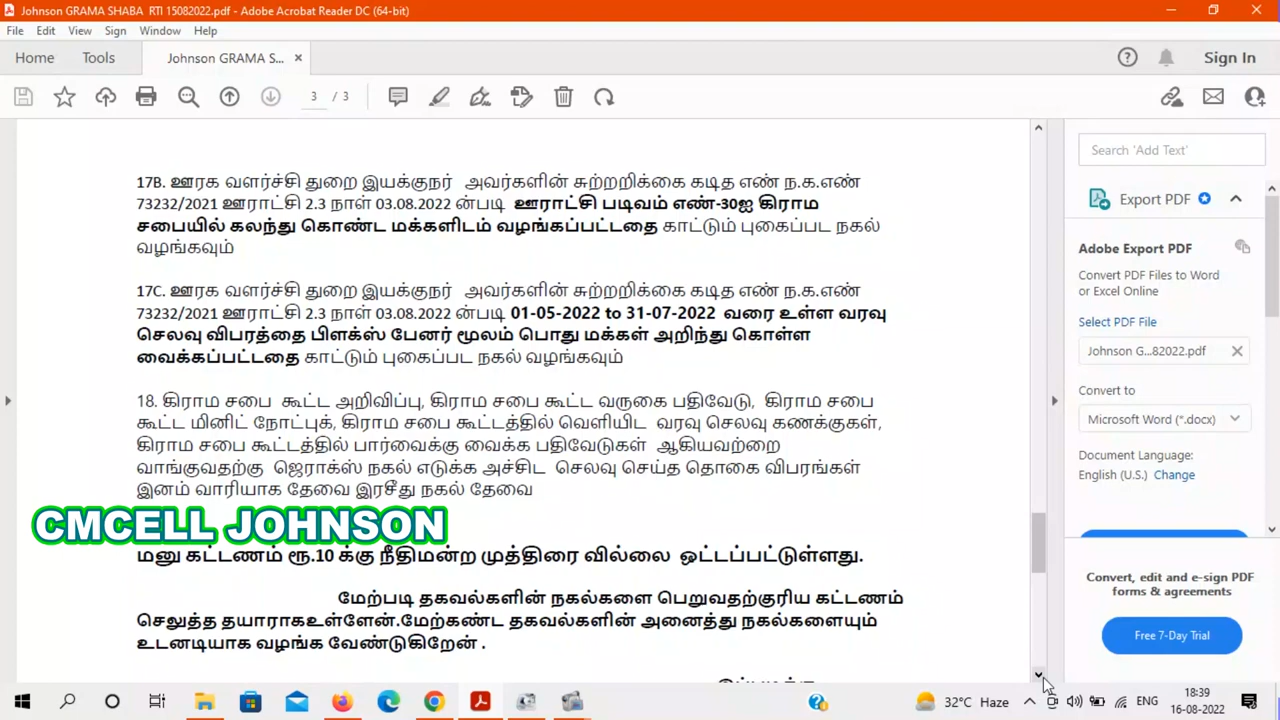 Johnson GRAMA SHABA RTI 15082022.pdf - Adobe Acrobat Reader DC (64-bit)
File Edit View Sign Window Help
Home Tools Johnson GRAMA S... × Sign In
3 / 3
17B. ஊரக வளர்ச்சி துறை இயக்குநர் அவர்களின் சுற்றறிக்கை கடித எண் ந.க.எண்
73232/2021 ஊராட்சி 2.3 நாள் 03.08.2022 ன்படி ஊராட்சி படிவம் எண்-30ஐ கிராம
சபையில் கலந்து கொண்ட மக்களிடம் வழங்கப்பட்டதை காட்டும் புகைப்பட நகல்
வழங்கவும்
17C. ஊரக வளர்ச்சி துறை இயக்குநர் அவர்களின் சுற்றறிக்கை கடித எண் ந.க.எண்
73232/2021 ஊராட்சி 2.3 நாள் 03.08.2022 ன்படி 01-05-2022 to 31-07-2022 வரை உள்ள வரவு
செலவு விபரத்தை பிளக்ஸ் பேனர் மூலம் பொது மக்கள் அறிந்து கொள்ள
வைக்கப்பட்டதை காட்டும் புகைப்பட நகல் வழங்கவும்
18. கிராம சபை கூட்ட அறிவிப்பு, கிராம சபை கூட்ட வருகை பதிவேடு, கிராம சபை
கூட்ட மினிட் நோட்புக், கிராம சபை கூட்டத்தில் வெளியிட வரவு செலவு கணக்குகள்,
கிராம சபை கூட்டத்தில் பார்வைக்கு வைக்க பதிவேடுகள் ஆகியவற்றை
வாங்குவதற்கு ஜெராக்ஸ் நகல் எடுக்க அச்சிட செலவு செய்த தொகை விபரங்கள்
இனம் வாரியாக தேவை இரசீது நகல் தேவை
CMCELL JOHNSON
மனு கட்டணம் ரூ.10 க்கு நீதிமன்ற முத்திரை வில்லை ஒட்டப்பட்டுள்ளது.
மேற்படி தகவல்களின் நகல்களை பெறுவதற்குரிய கட்டணம்
செலுத்த தயாராகஉள்ளேன்.மேற்கண்ட தகவல்களின் அனைத்து நகல்களையும்
உடனடியாக வழங்க வேண்டுகிறேன் .
Search 'Add Text'
Export PDF
Adobe Export PDF
Convert PDF Files to Word
or Excel Online
Select PDF File
Johnson G...82022.pdf ×
Convert to
Microsoft Word (*.docx)
Document Language:
English (U.S.) Change
Convert, edit and e-sign PDF
forms & agreements
Free 7-Day Trial
32°C Haze ENG 18:39
16-08-2022